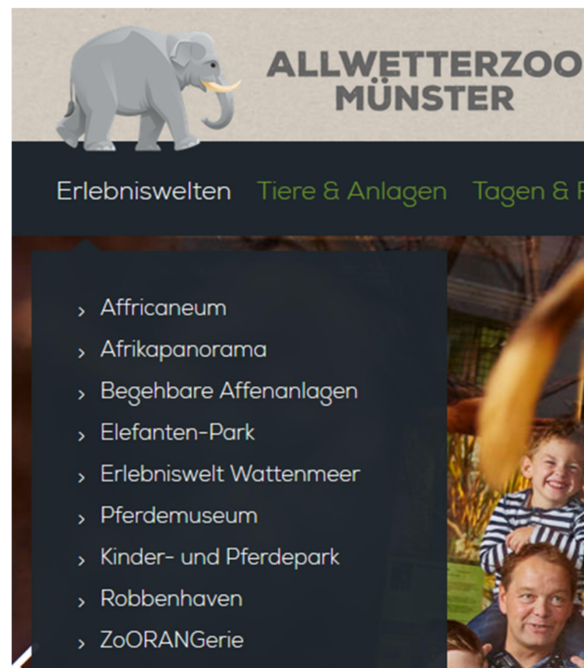 ALLWETTERZOO
MÜNSTER
Erlebniswelten Tiere & Anlagen Tagen &
Affricaneum
Afrikapanorama
Begehbare Affenanlagen
Elefanten-Park
Erlebniswelt Wattenmeer
Pferdemuseum
Kinder- und Pferdepark
Robbenhaven
ZoORANGerie